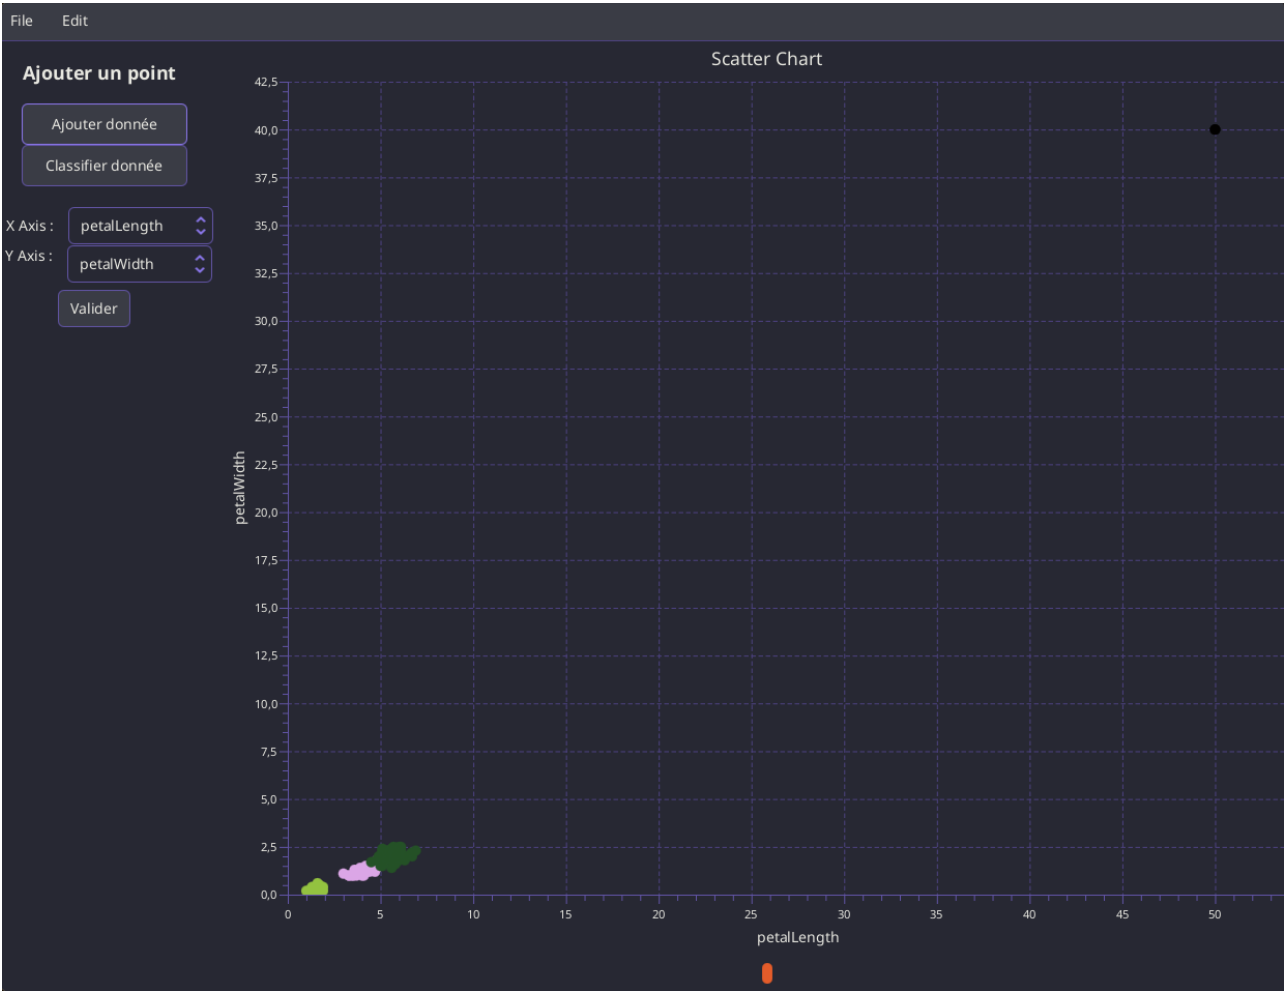 File Edit
Ajouter un point
Ajouter donnée
Classifier donnée
X Axis : petalLength
Y Axis : petalWidth
Valider
Scatter Chart
42,5
40,0
37,5
35,0
32,5
30,0
27,5
25,0
22,5
20,0
17,5
15,0
12,5
10,0
7,5
5,0
2,5
0,0
petalWidth
0 5 10 15 20 25 30 35 40 45 50
petalLength